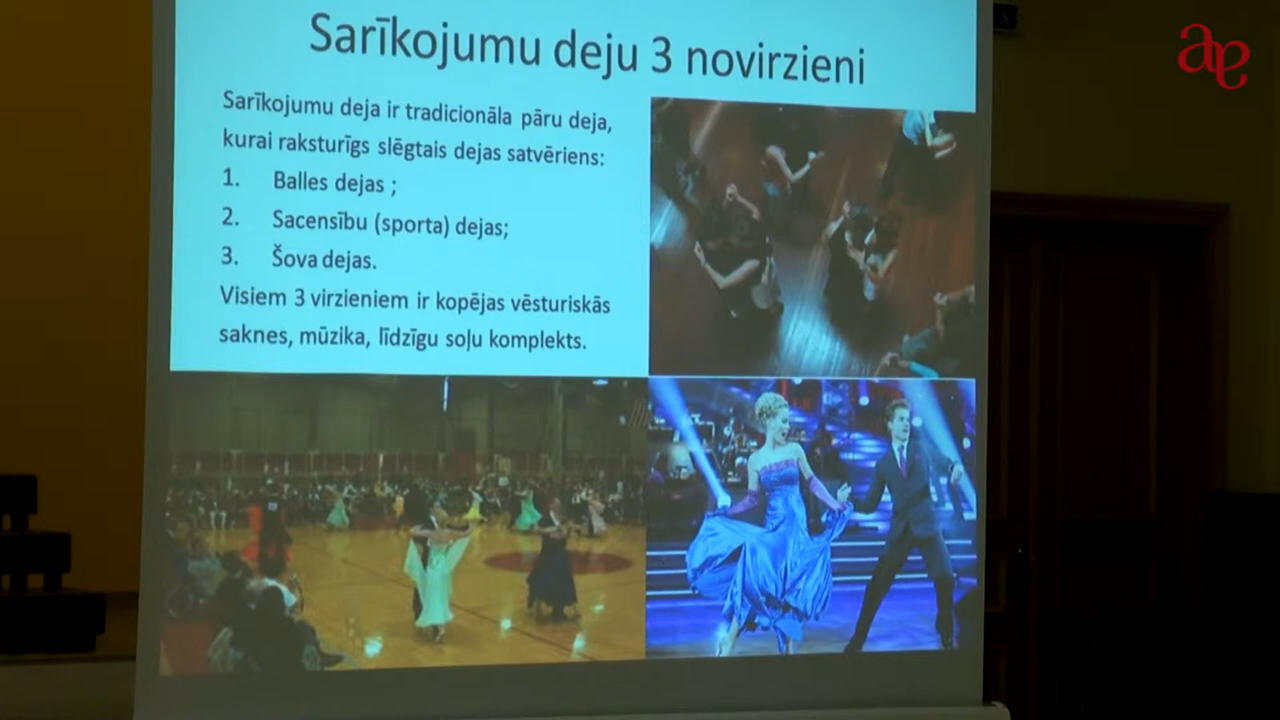 Sarīkojumu deju 3 novirzieni
Sarīkojumu deja ir tradicionāla pāru deja,
kurai raksturīgs slēgtais dejas satvēriens:
1. Balles dejas ;
2. Sacensību (sporta) dejas;
3. Šova dejas.
Visiem 3 virzieniem ir kopējas vēsturiskās
saknes, mūzika, līdzīgu soļu komplekts.
ae